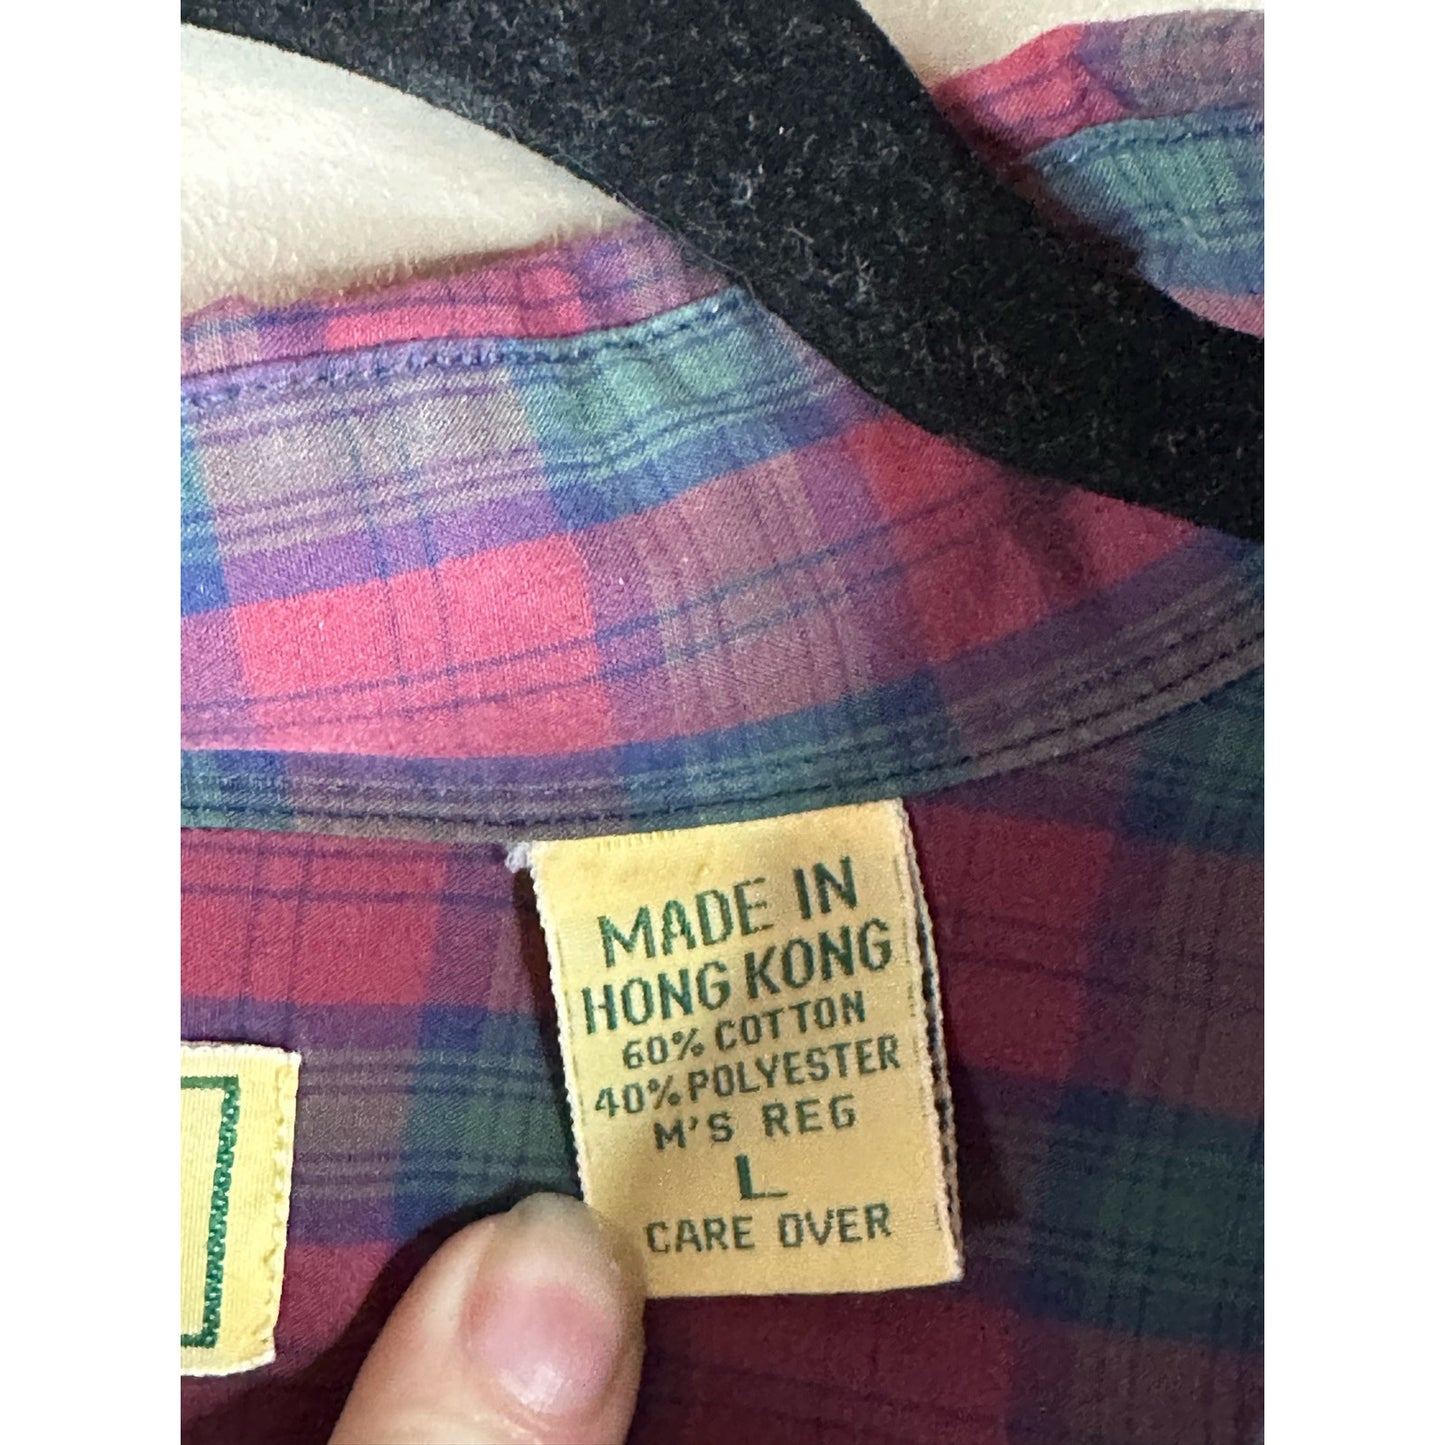 MADE IN
HONG KONG
60% COTTON
40% POLYESTER
M'S REG
L
CARE OVER